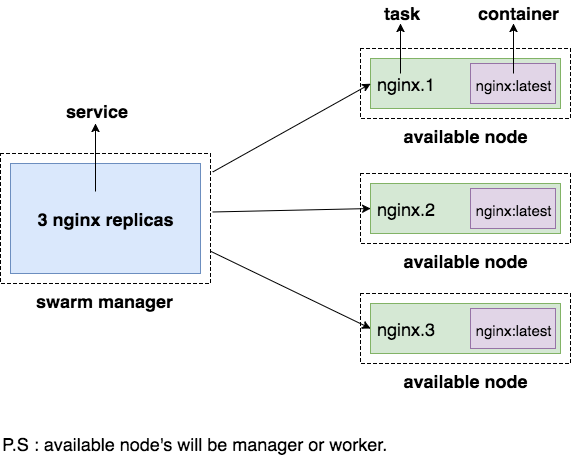 task
container
nginx.1
nginx:latest
available node
service
3 nginx replicas
swarm manager
nginx.2
nginx:latest
available node
nginx.3
nginx:latest
available node
P.S : available node's will be manager or worker.